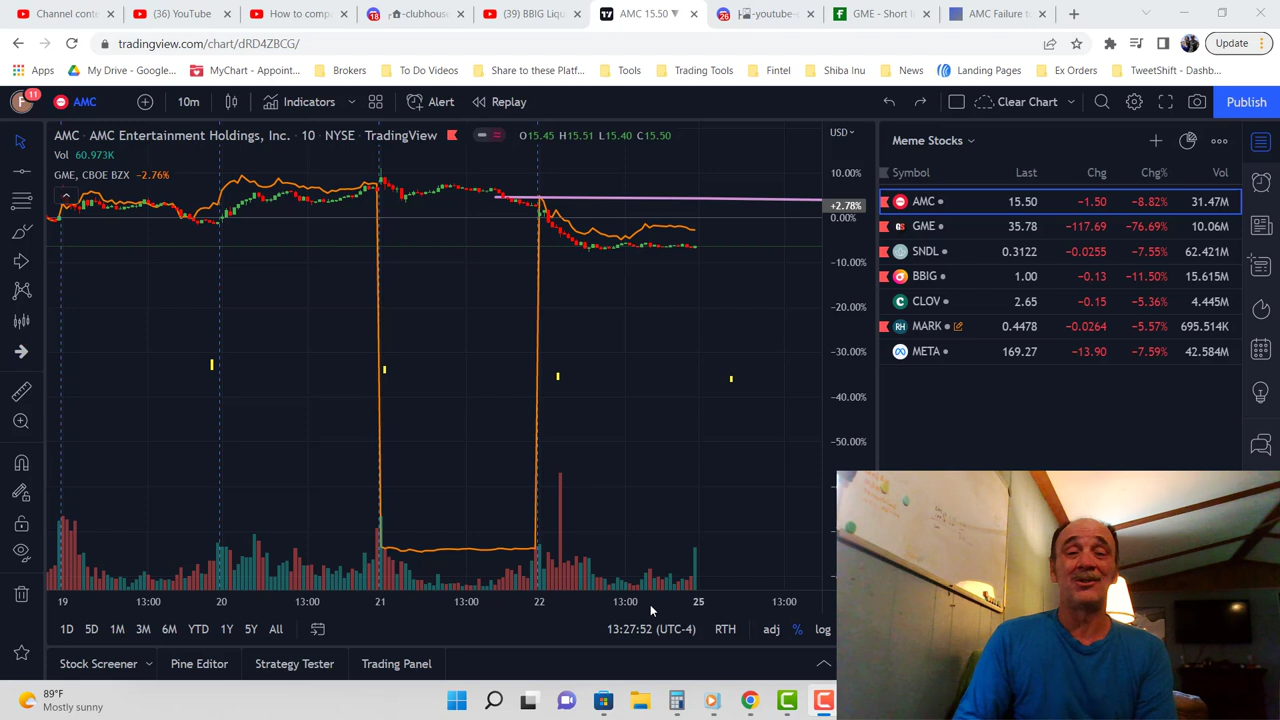 Channel conte
(36) YouTube
How to compa
18
-clubhouse
(39) BBIG Liqu
AMC 15.50 ▼
26
-youtube-c
GME - Short I
AMC Failure to
tradingview.com/chart/dRD4ZBCG/
Update
Apps
My Drive - Google...
MyChart - Appoint...
Brokers
To Do Videos
Share to these Platf...
Tools
Trading Tools
Fintel
Shiba Inu
News
Landing Pages
Ex Orders
TweetShift - Dashb...
F
11
AMC
10m
Indicators
Alert
Replay
Clear Chart
Publish
AMC · AMC Entertainment Holdings, Inc. · 10 · NYSE · TradingView
O15.45 H15.51 L15.40 C15.50
USD
Vol 60.973K
GME, CBOE BZX −2.76%
10.00%
+2.78%
0.00%
−10.00%
−20.00%
−30.00%
−40.00%
−50.00%
19
13:00
20
13:00
21
13:00
22
13:00
25
13:00
1D
5D
1M
3M
6M
YTD
1Y
5Y
All
13:27:52 (UTC-4)
RTH
adj
%
log
Stock Screener
Pine Editor
Strategy Tester
Trading Panel
Meme Stocks
Symbol Last Chg Chg% Vol
AMC 15.50 −1.50 −8.82% 31.47M
GME 35.78 −117.69 −76.69% 10.06M
SNDL 0.3122 −0.0255 −7.55% 62.421M
BBIG 1.00 −0.13 −11.50% 15.615M
CLOV 2.65 −0.15 −5.36% 4.445M
MARK 0.4478 −0.0264 −5.57% 695.514K
META 169.27 −13.90 −7.59% 42.584M
89°F
Mostly sunny